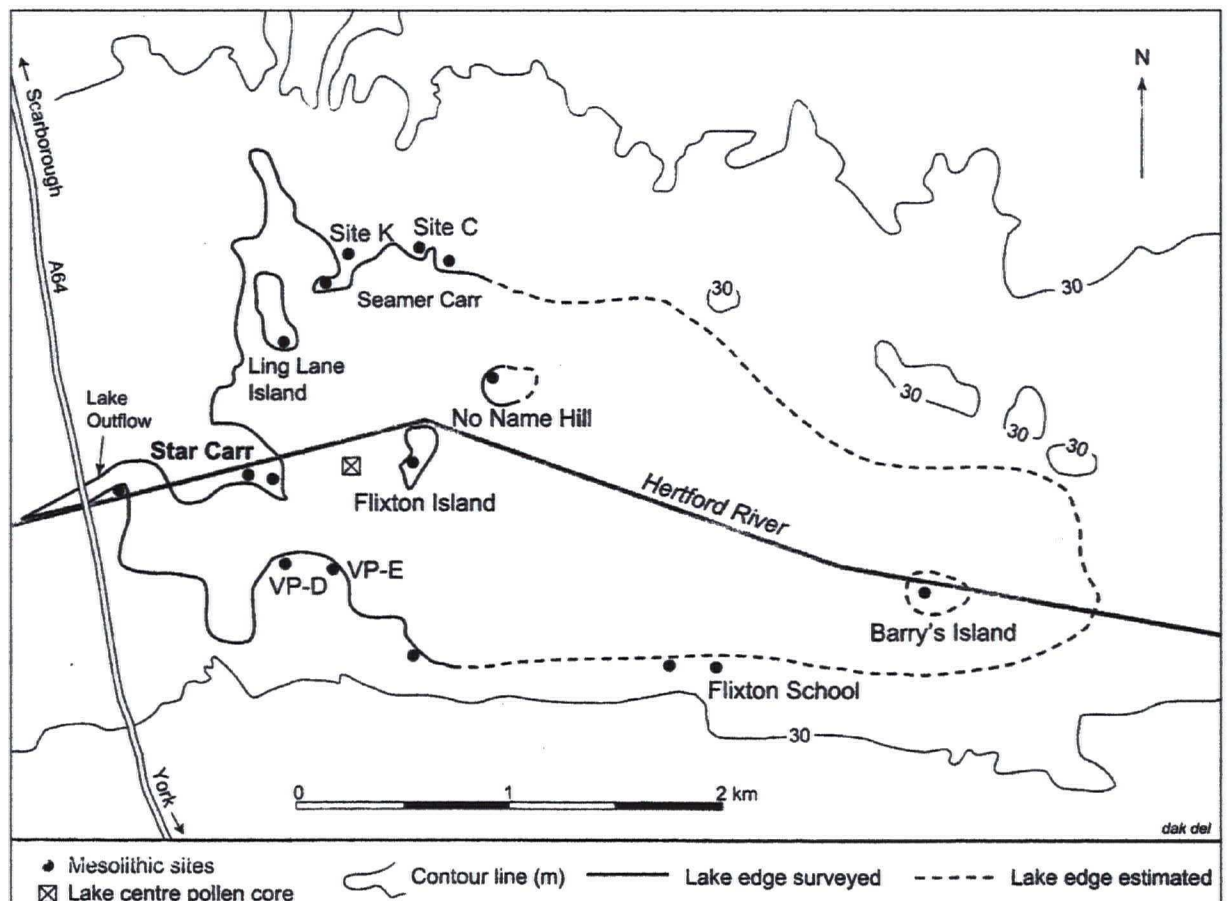 N
Scarborough
A64
Site K
Site C
Seamer Carr
30
30
Ling Lane
Island
30
Lake
Outflow
No Name Hill
30
30
Star Carr
Flixton Island
Hertford River
VP-D
VP-E
Barry's Island
Flixton School
30
York
0
1
2 km
dak del
Mesolithic sites
Lake centre pollen core
Contour line (m)
Lake edge surveyed
Lake edge estimated